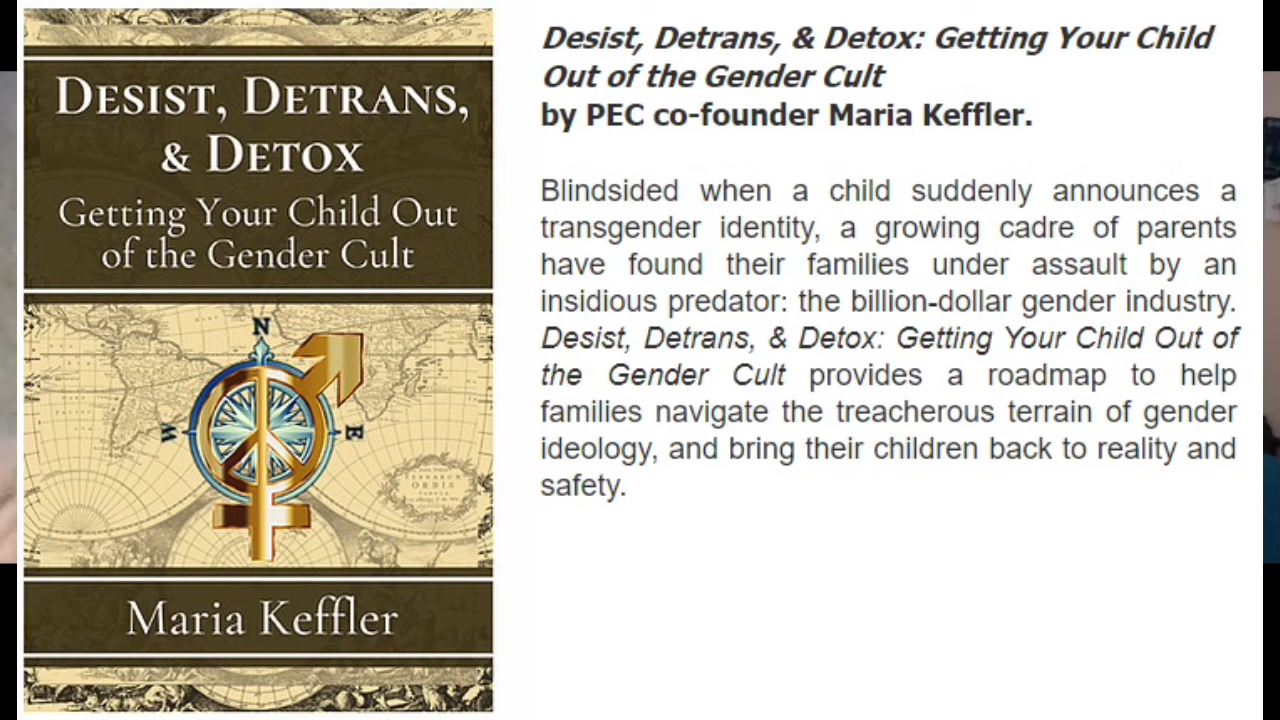 DESIST, DETRANS,
& DETOX
Getting Your Child Out
of the Gender Cult
N
W
E
Maria Keffler
Desist, Detrans, & Detox: Getting Your Child
Out of the Gender Cult
by PEC co-founder Maria Keffler.
Blindsided when a child suddenly announces a
transgender identity, a growing cadre of parents
have found their families under assault by an
insidious predator: the billion-dollar gender industry.
Desist, Detrans, & Detox: Getting Your Child Out of
the Gender Cult provides a roadmap to help
families navigate the treacherous terrain of gender
ideology, and bring their children back to reality and
safety.